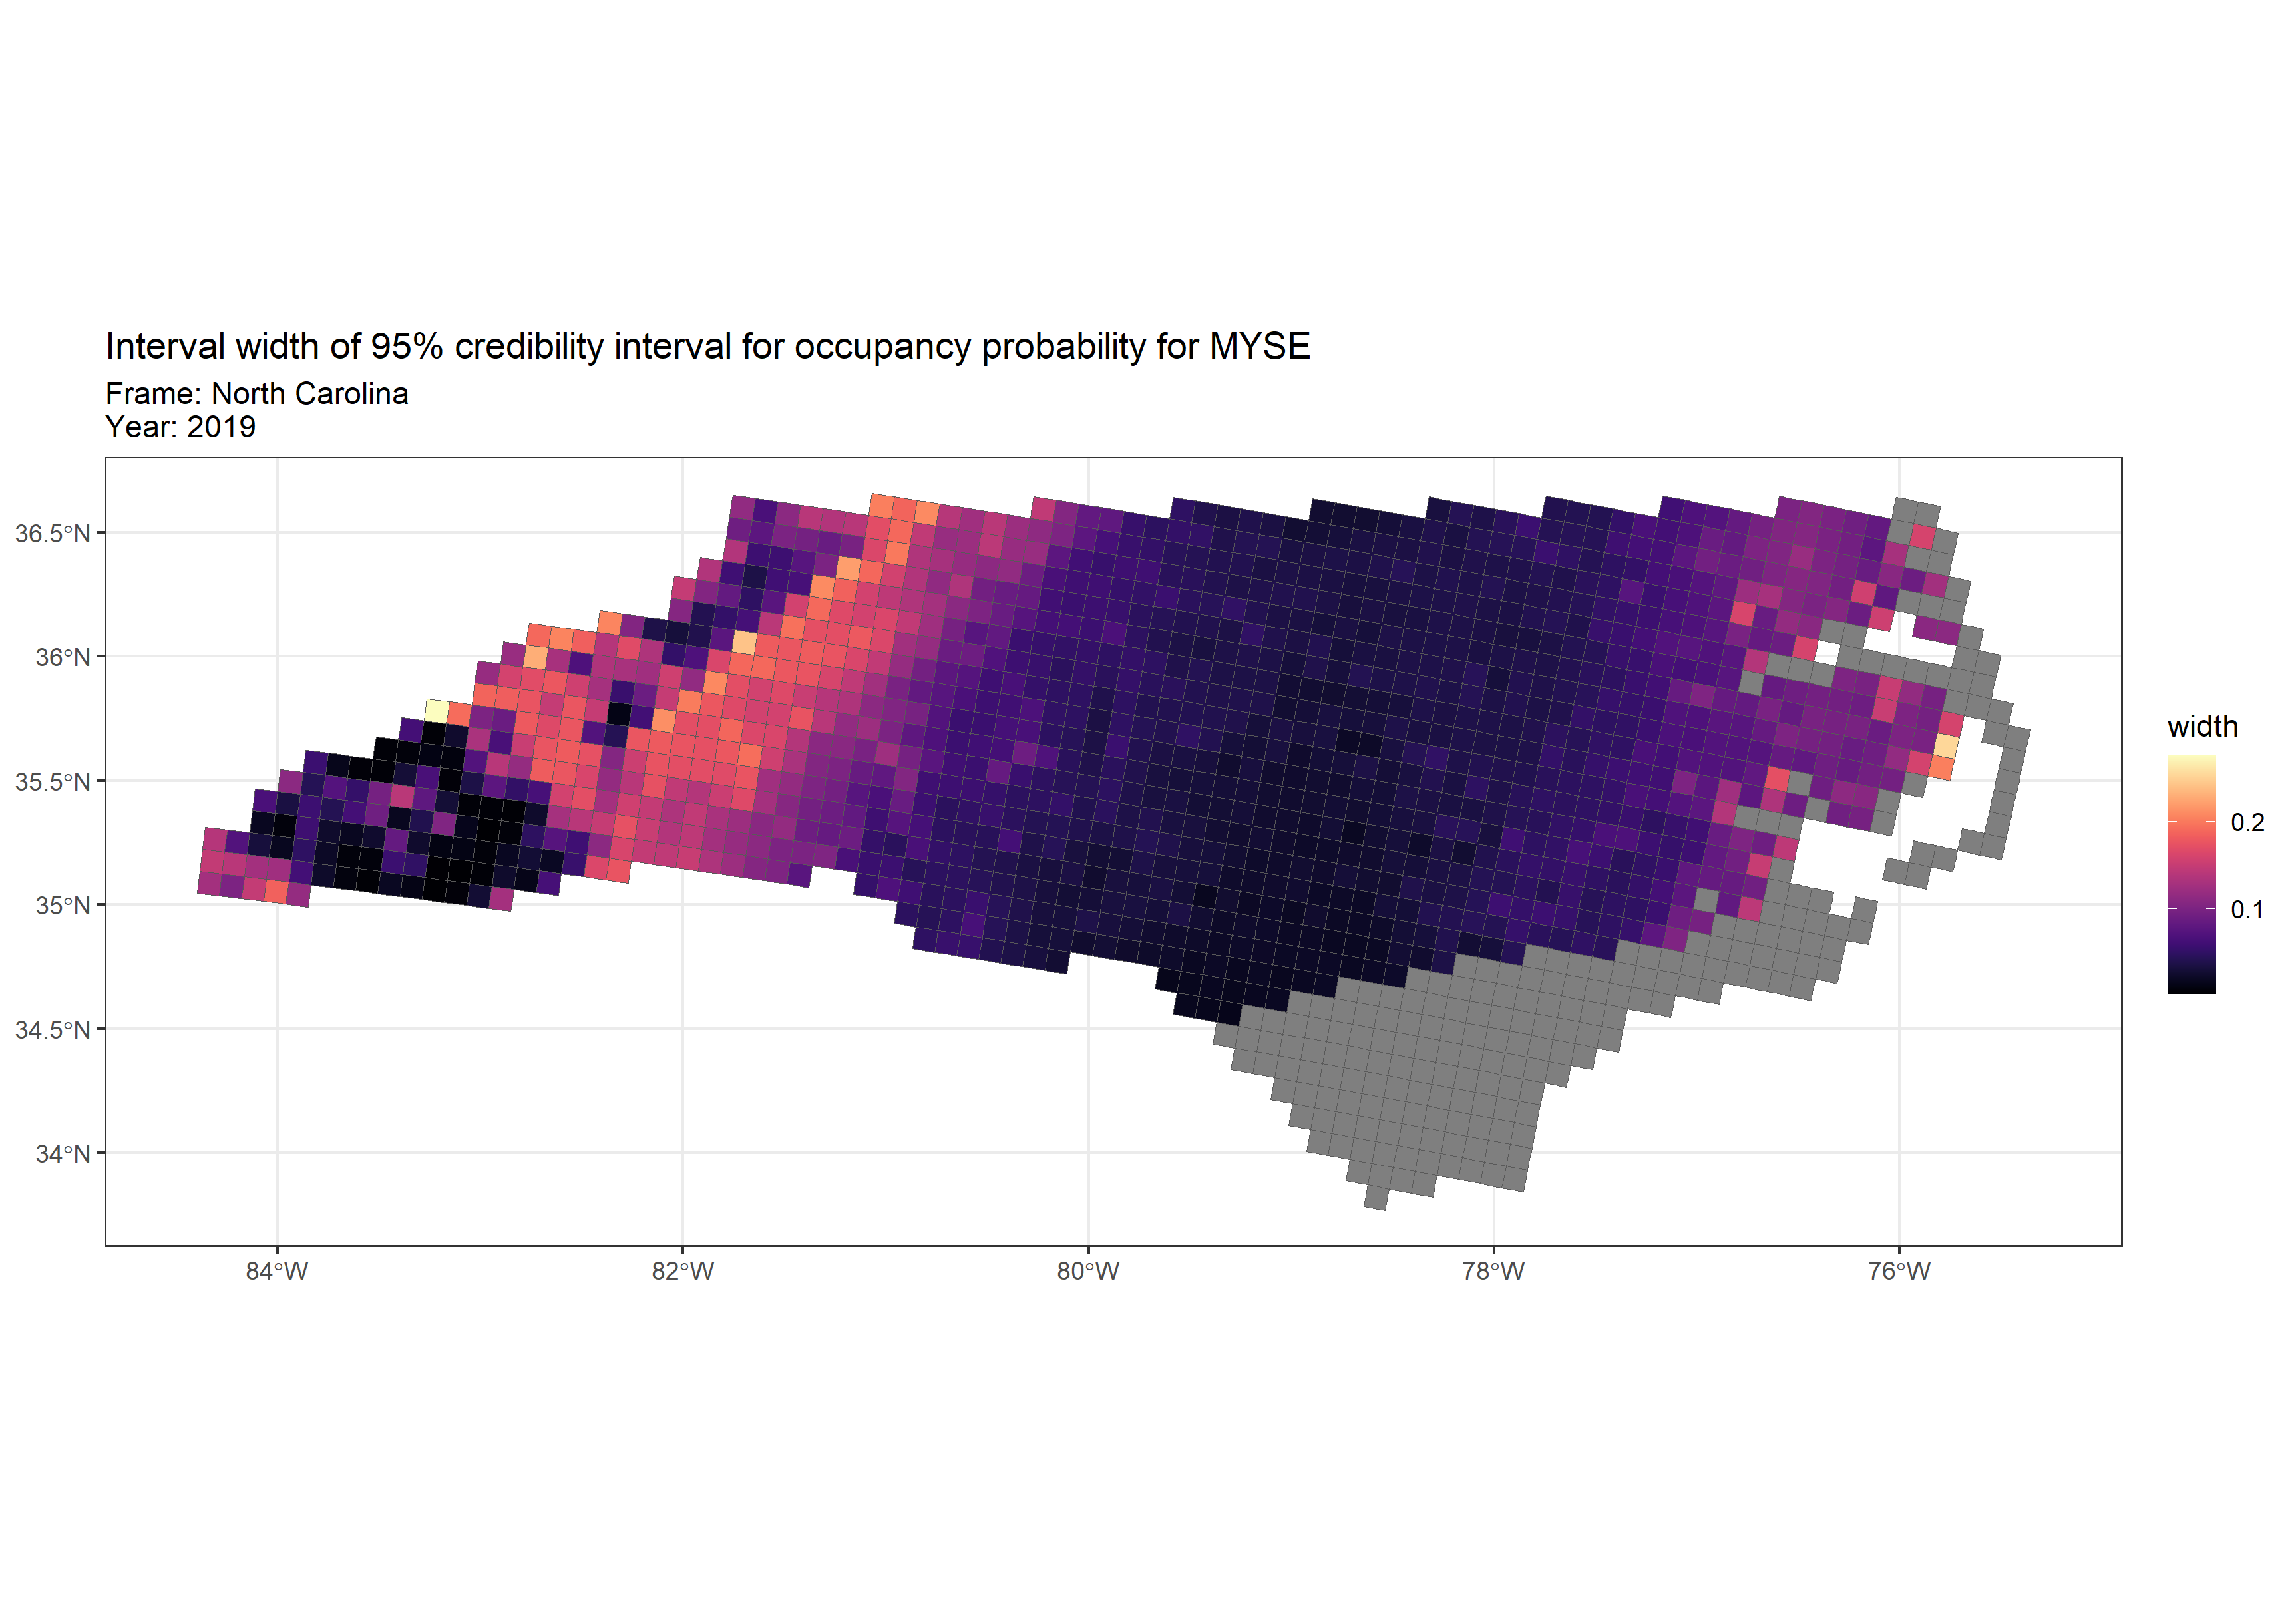 Interval width of 95% credibility interval for occupancy probability for MYSE
Frame: North Carolina
Year: 2019
36.5°N
36°N
35.5°N
35°N
34.5°N
34°N
84°W
82°W
80°W
78°W
76°W
width
0.2
0.1